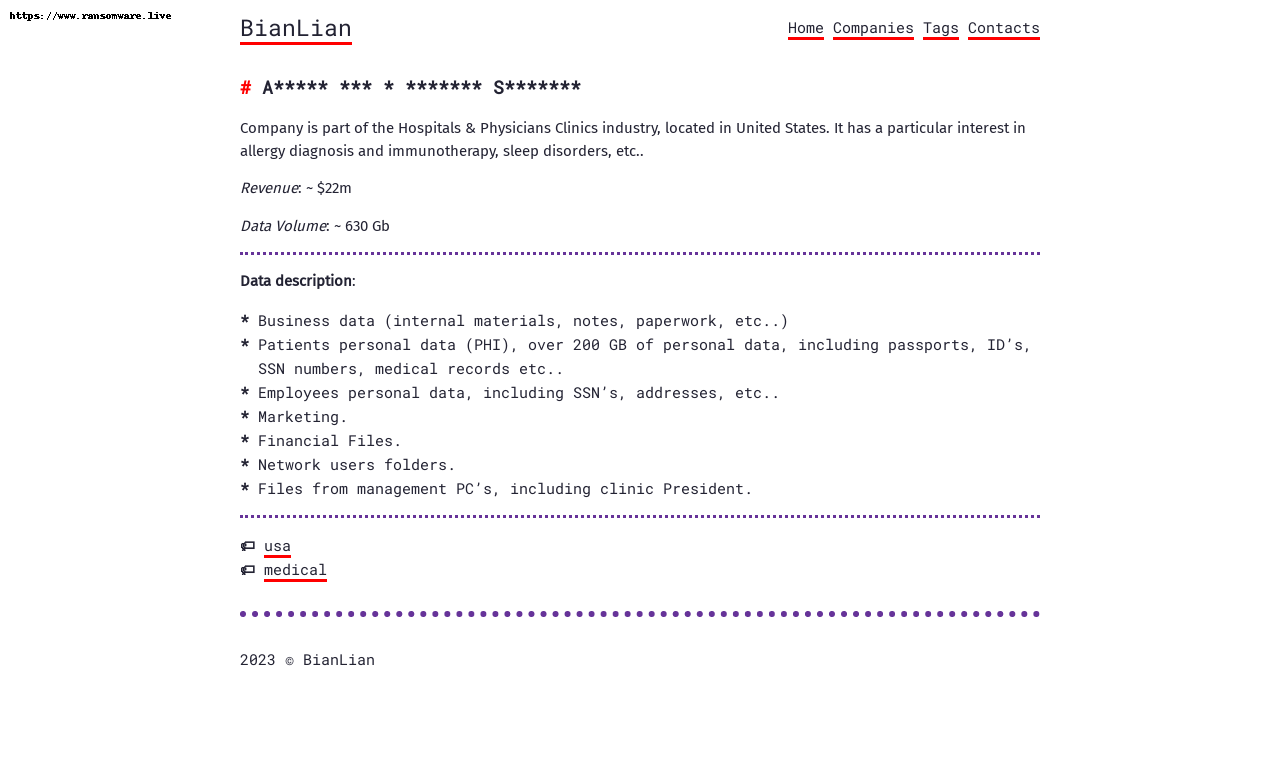 https://www.ransomware.live
BianLian
Home Companies Tags Contacts
# A***** *** * ******* S*******
Company is part of the Hospitals & Physicians Clinics industry, located in United States. It has a particular interest in
allergy diagnosis and immunotherapy, sleep disorders, etc..
Revenue: ~ $22m
Data Volume: ~ 630 Gb
Data description:
* Business data (internal materials, notes, paperwork, etc..)
* Patients personal data (PHI), over 200 GB of personal data, including passports, ID’s,
SSN numbers, medical records etc..
* Employees personal data, including SSN’s, addresses, etc..
* Marketing.
* Financial Files.
* Network users folders.
* Files from management PC’s, including clinic President.
usa
medical
2023 © BianLian